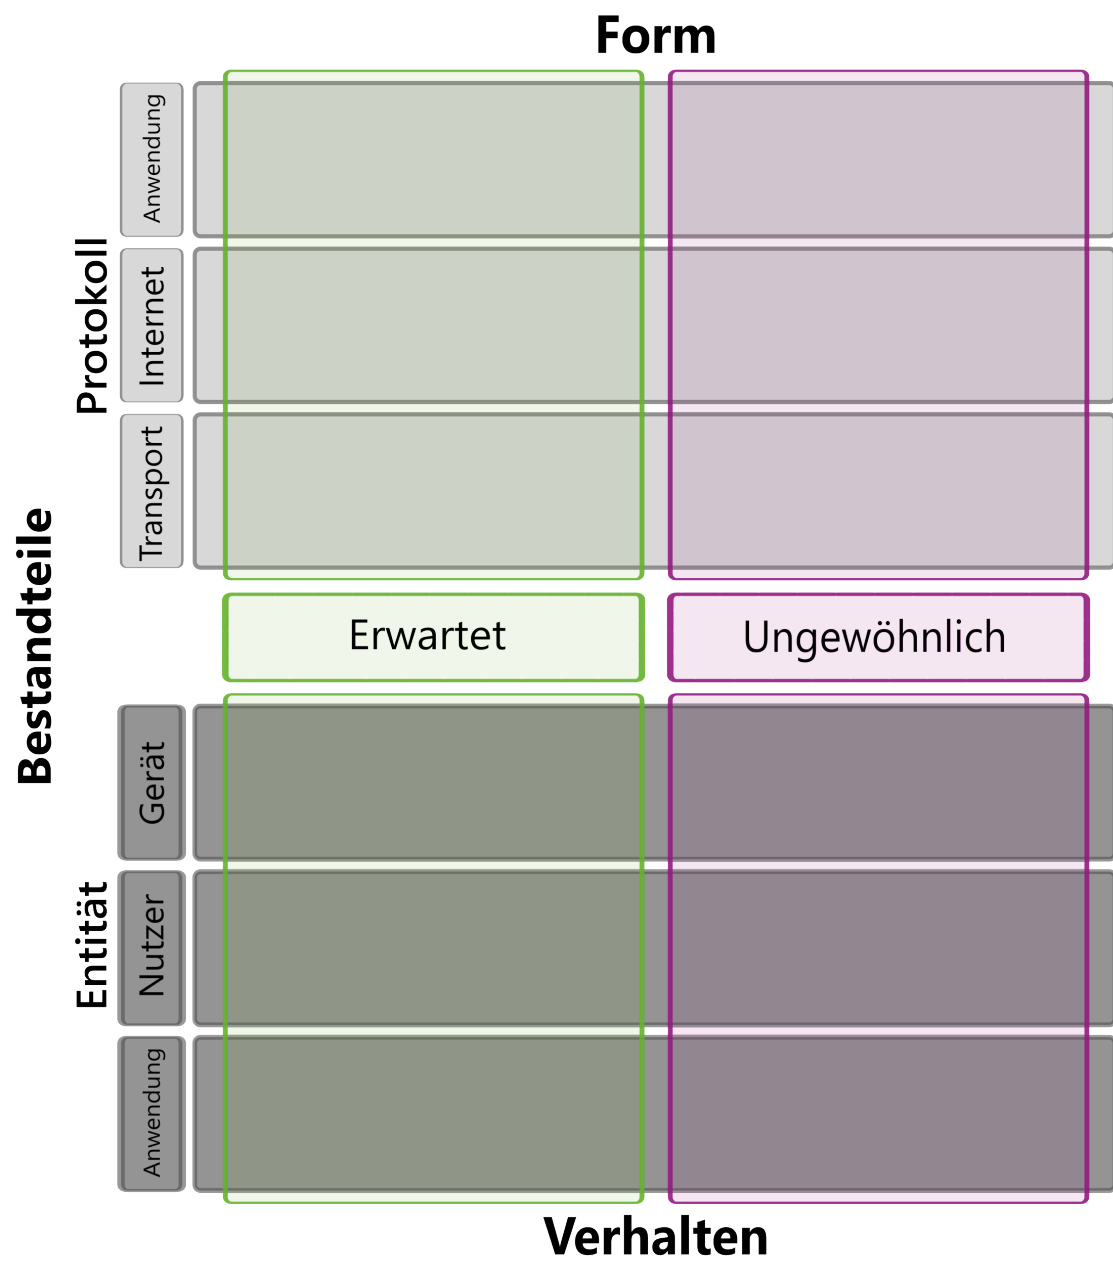 Form
Bestandteile
Protokoll
Anwendung
Internet
Transport
Erwartet
Ungewöhnlich
Entität
Gerät
Nutzer
Anwendung
Verhalten